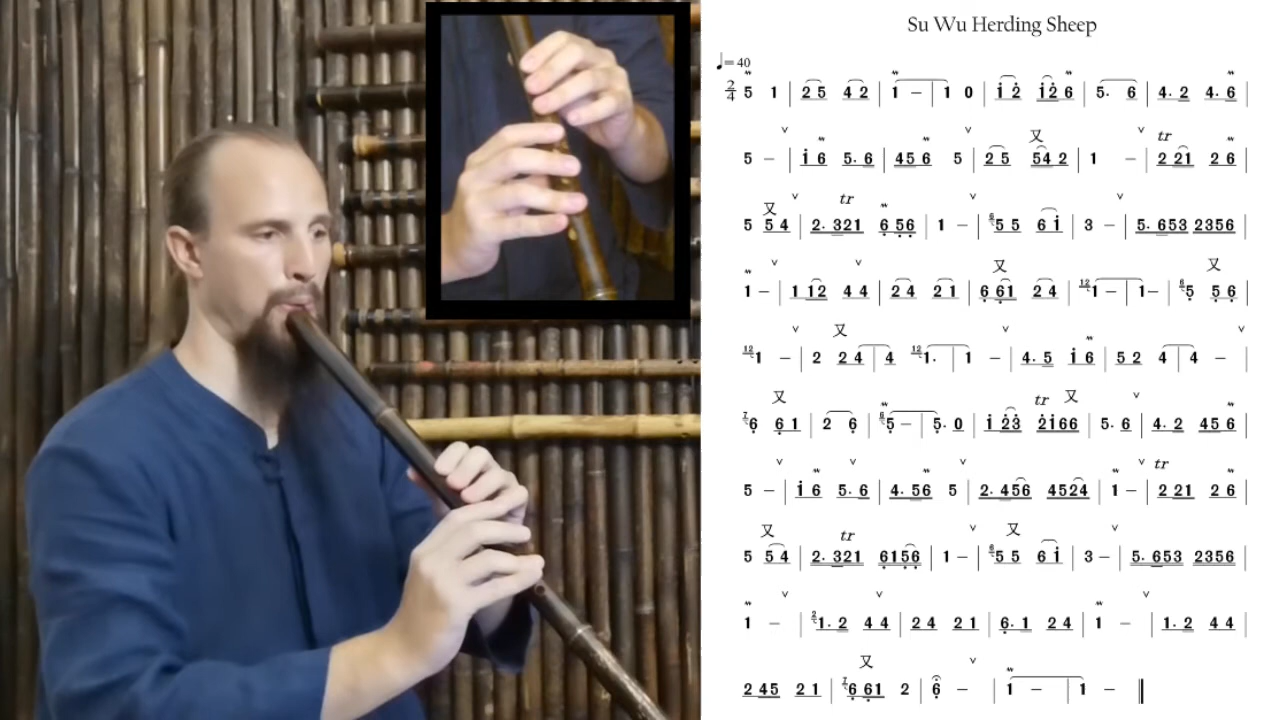 Su Wu Herding Sheep
♩= 40
2/4 5 1 | 2 5 4 2 | 1 – | 1 0 | i 2 i 2 6 | 5. 6 | 4. 2 4. 6 |
5 – | i 6 5. 6 | 4 5 6 5 | 2 5 5 4 2 | 1 – | 2 2 1 2 6 |
5 5 4 | 2. 3 2 1 6 5 6 | 1 – | 6 5 5 6 i | 3 – | 5. 6 5 3 2 3 5 6 |
1 – | 1 1 2 4 4 | 2 4 2 1 | 6 6 1 2 4 | 12 1 – | 1 – | 6 5 5 6 |
12 1 – | 2 2 4 | 4 12 1. | 1 – | 4. 5 i 6 | 5 2 4 | 4 – |
7 6 6 1 | 2 6 | 6 5 – | 5. 0 | i 2 3 2 i 6 6 | 5. 6 | 4. 2 4 5 6 |
5 – | i 6 5. 6 | 4. 5 6 5 | 2. 4 5 6 4 5 2 4 | 1 – | 2 2 1 2 6 |
5 5 4 | 2. 3 2 1 6 1 5 6 | 1 – | 6 5 5 6 i | 3 – | 5. 6 5 3 2 3 5 6 |
1 – | 2 1. 2 4 4 | 2 4 2 1 | 6. 1 2 4 | 1 – | 1. 2 4 4 |
2 4 5 2 1 | 7 6 6 1 2 | 6 – | 1 – | 1 – ‖